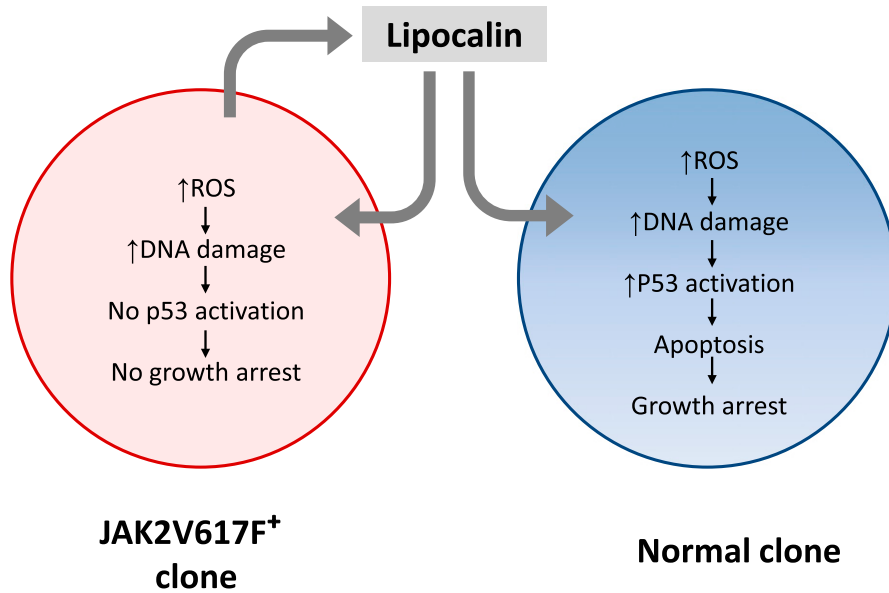 Lipocalin
↑ROS
↑DNA damage
No p53 activation
No growth arrest
↑ROS
↑DNA damage
↑P53 activation
Apoptosis
Growth arrest
JAK2V617F⁺
clone
Normal clone